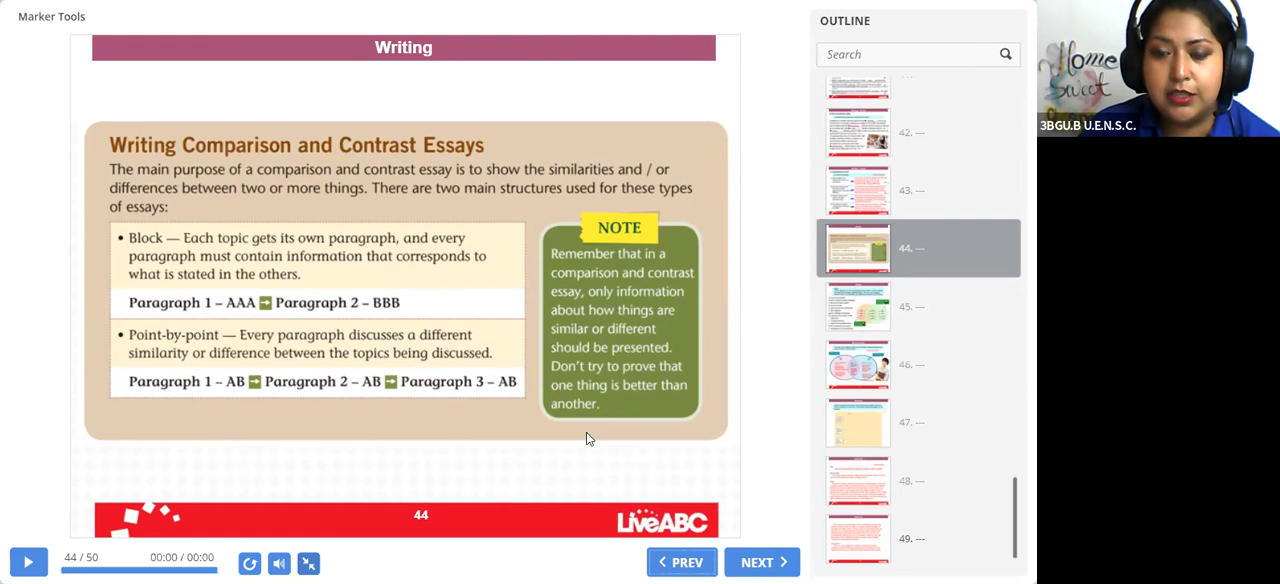 Marker Tools
Writing
Writing Comparison and Contrast Essays
The main purpose of a comparison and contrast essay is to show the similarities and / or
differences between two or more things. There are two main structures used for these types
of essays:
• Block — Each topic gets its own paragraph, and every
paragraph must contain information that corresponds to
what is stated in the others.
Paragraph 1 – AAA ➡ Paragraph 2 – BBB
• Point-by-point — Every paragraph discusses a different
similarity or difference between the topics being discussed.
Paragraph 1 – AB ➡ Paragraph 2 – AB ➡ Paragraph 3 – AB
NOTE
Remember that in a
comparison and contrast
essay, only information
about how things are
similar or different
should be presented.
Don't try to prove that
one thing is better than
another.
44
LiveABC
44 / 50
00:00 / 00:00
PREV
NEXT
OUTLINE
Search
42. ---
43. ---
44. ---
45. ---
46. ---
47. ---
48. ---
49. ---
Home
Sweet
3BGU.B U.E.N.S.C.